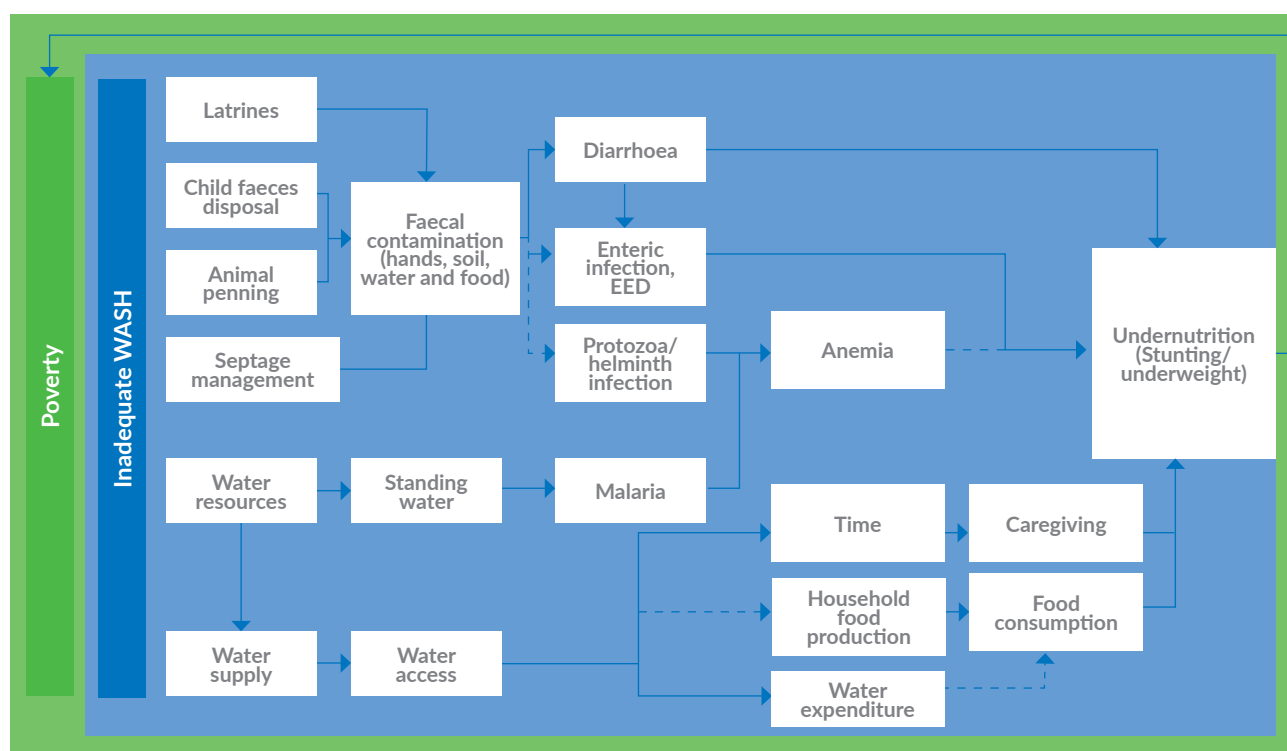 Poverty
Inadequate WASH
Latrines
Child faeces
disposal
Animal
penning
Septage
management
Faecal
contamination
(hands, soil,
water and food)
Diarrhoea
Enteric
infection,
EED
Protozoa/
helminth
infection
Anemia
Undernutrition
(Stunting/
underweight)
Water
resources
Standing
water
Malaria
Time
Caregiving
Household
food
production
Food
consumption
Water
supply
Water
access
Water
expenditure